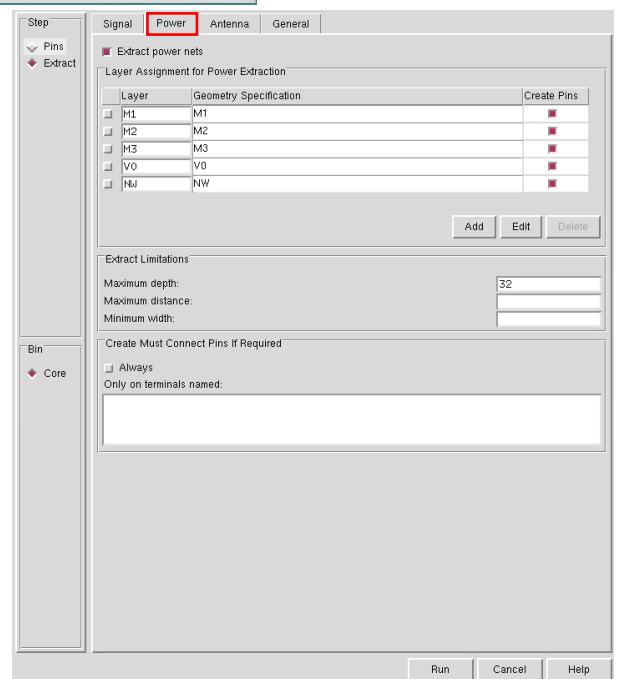 Step
Pins
Extract
Bin
Core
Signal Power Antenna General
Extract power nets
Layer Assignment for Power Extraction
Layer Geometry Specification Create Pins
M1 M1
M2 M2
M3 M3
V0 V0
NW NW
Add Edit Delete
Extract Limitations
Maximum depth: 32
Maximum distance:
Minimum width:
Create Must Connect Pins If Required
Always
Only on terminals named:
Run Cancel Help